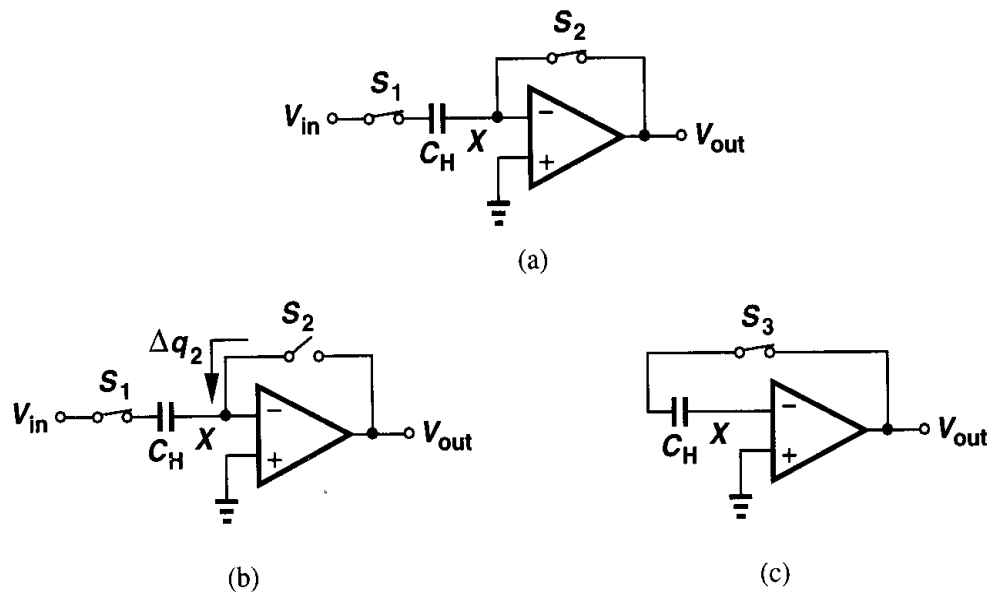 S2
S1
Vin
CH
X
−
+
Vout
(a)
Δq2
S2
S1
Vin
CH
X
−
+
Vout
(b)
S3
CH
X
−
+
Vout
(c)